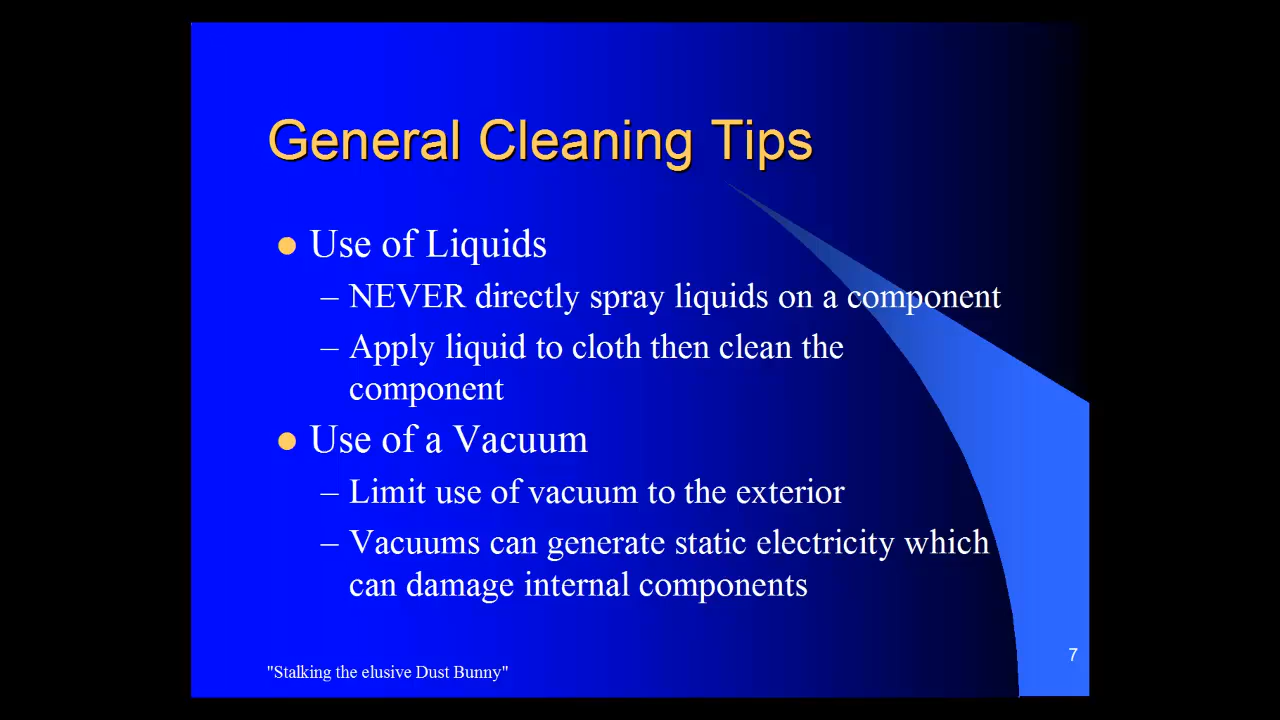 General Cleaning Tips
● Use of Liquids
– NEVER directly spray liquids on a component
– Apply liquid to cloth then clean the
component
● Use of a Vacuum
– Limit use of vacuum to the exterior
– Vacuums can generate static electricity which
can damage internal components
7
"Stalking the elusive Dust Bunny"